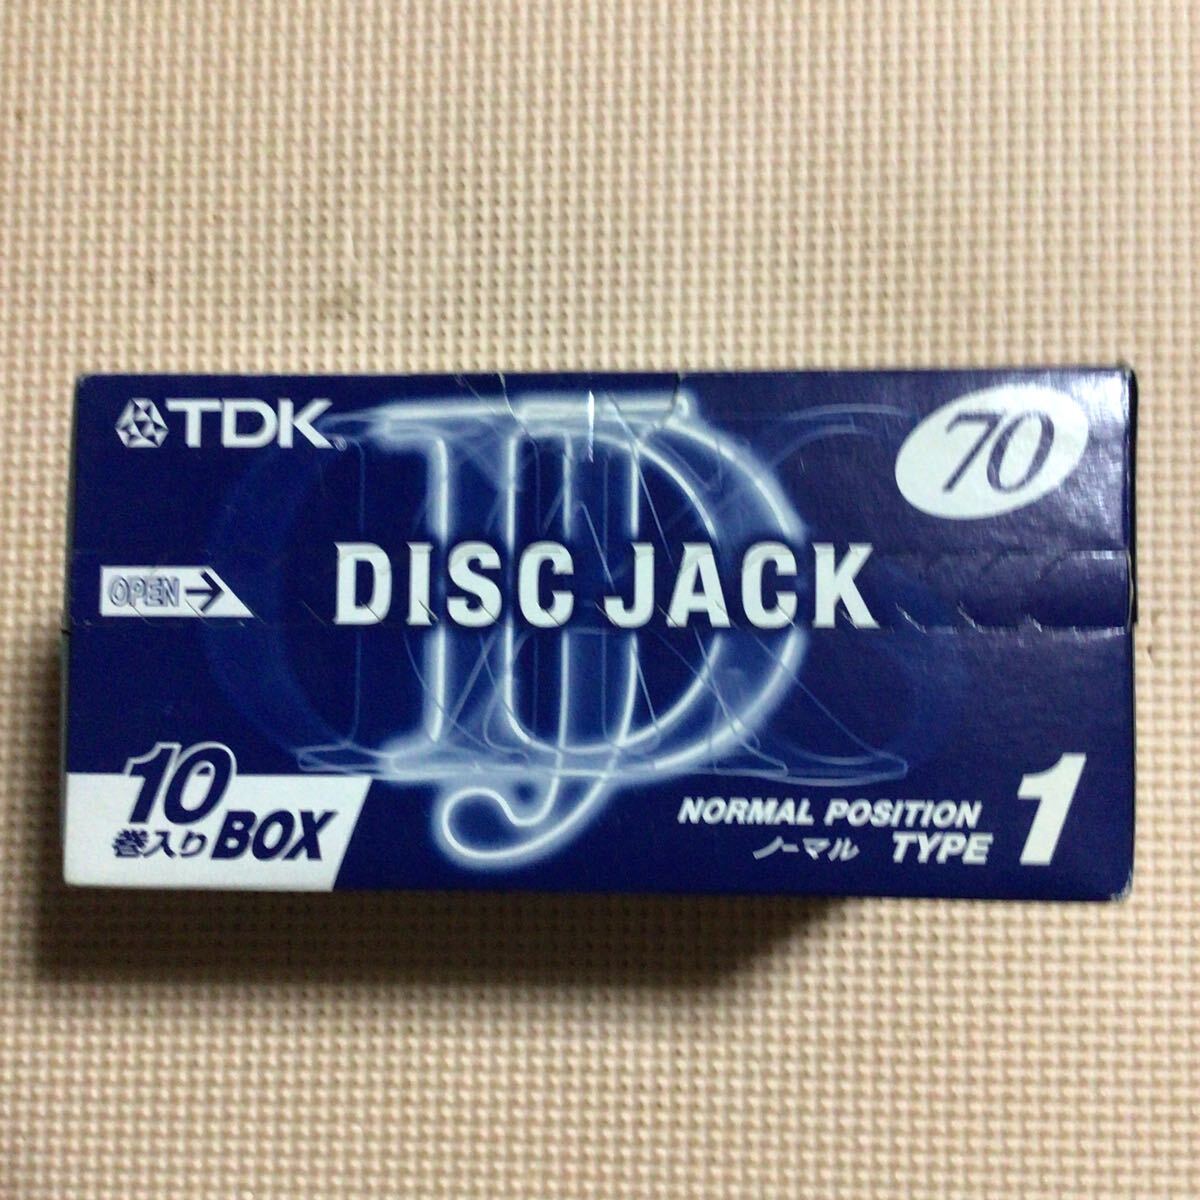 TDK®
70
OPEN→
DISC JACK
10
巻入り BOX
NORMAL POSITION
ノーマル TYPE 1